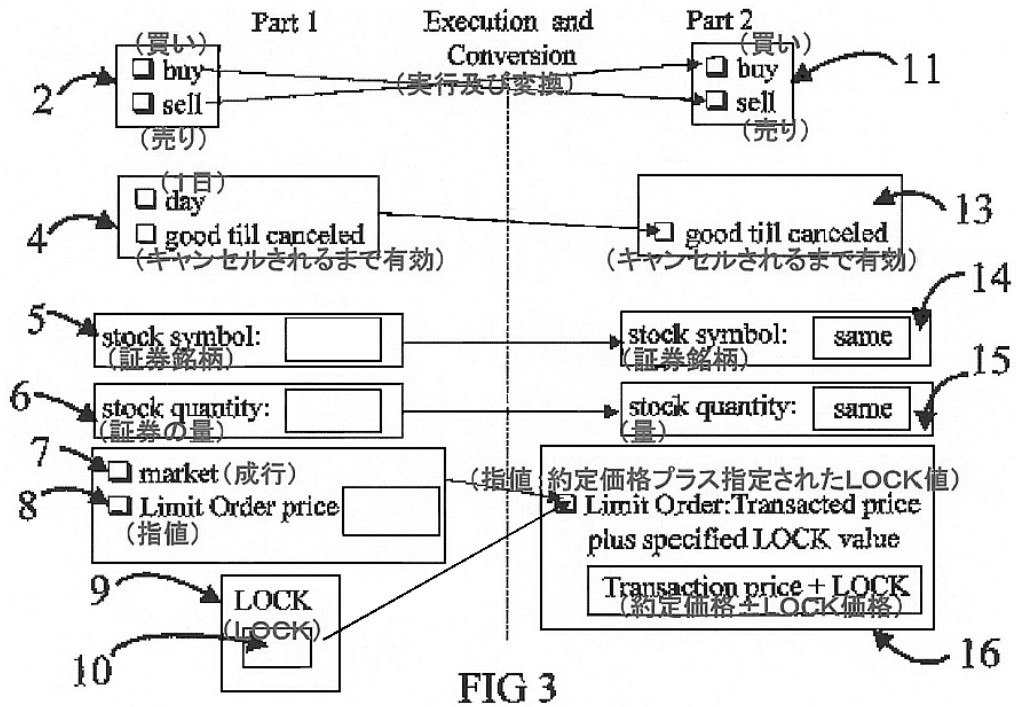 Part 1
Execution and
Conversion
(実行及び変換)
Part 2
2
(買い)
buy
sell
(売り)
(買い)
buy
sell
(売り)
11
4
(1日)
day
good till canceled
(キャンセルされるまで有効)
good till canceled
(キャンセルされるまで有効)
13
5
stock symbol:
(証券銘柄)
stock symbol: same
(証券銘柄)
14
6
stock quantity:
(証券の量)
stock quantity: same
(量)
15
7
market (成行)
8
Limit Order price
(指値)
(指値:約定価格プラス指定されたLOCK値)
Limit Order:Transacted price
plus specified LOCK value
Transaction price + LOCK
(約定価格±LOCK価格)
16
9
LOCK
(LOCK)
10
FIG 3